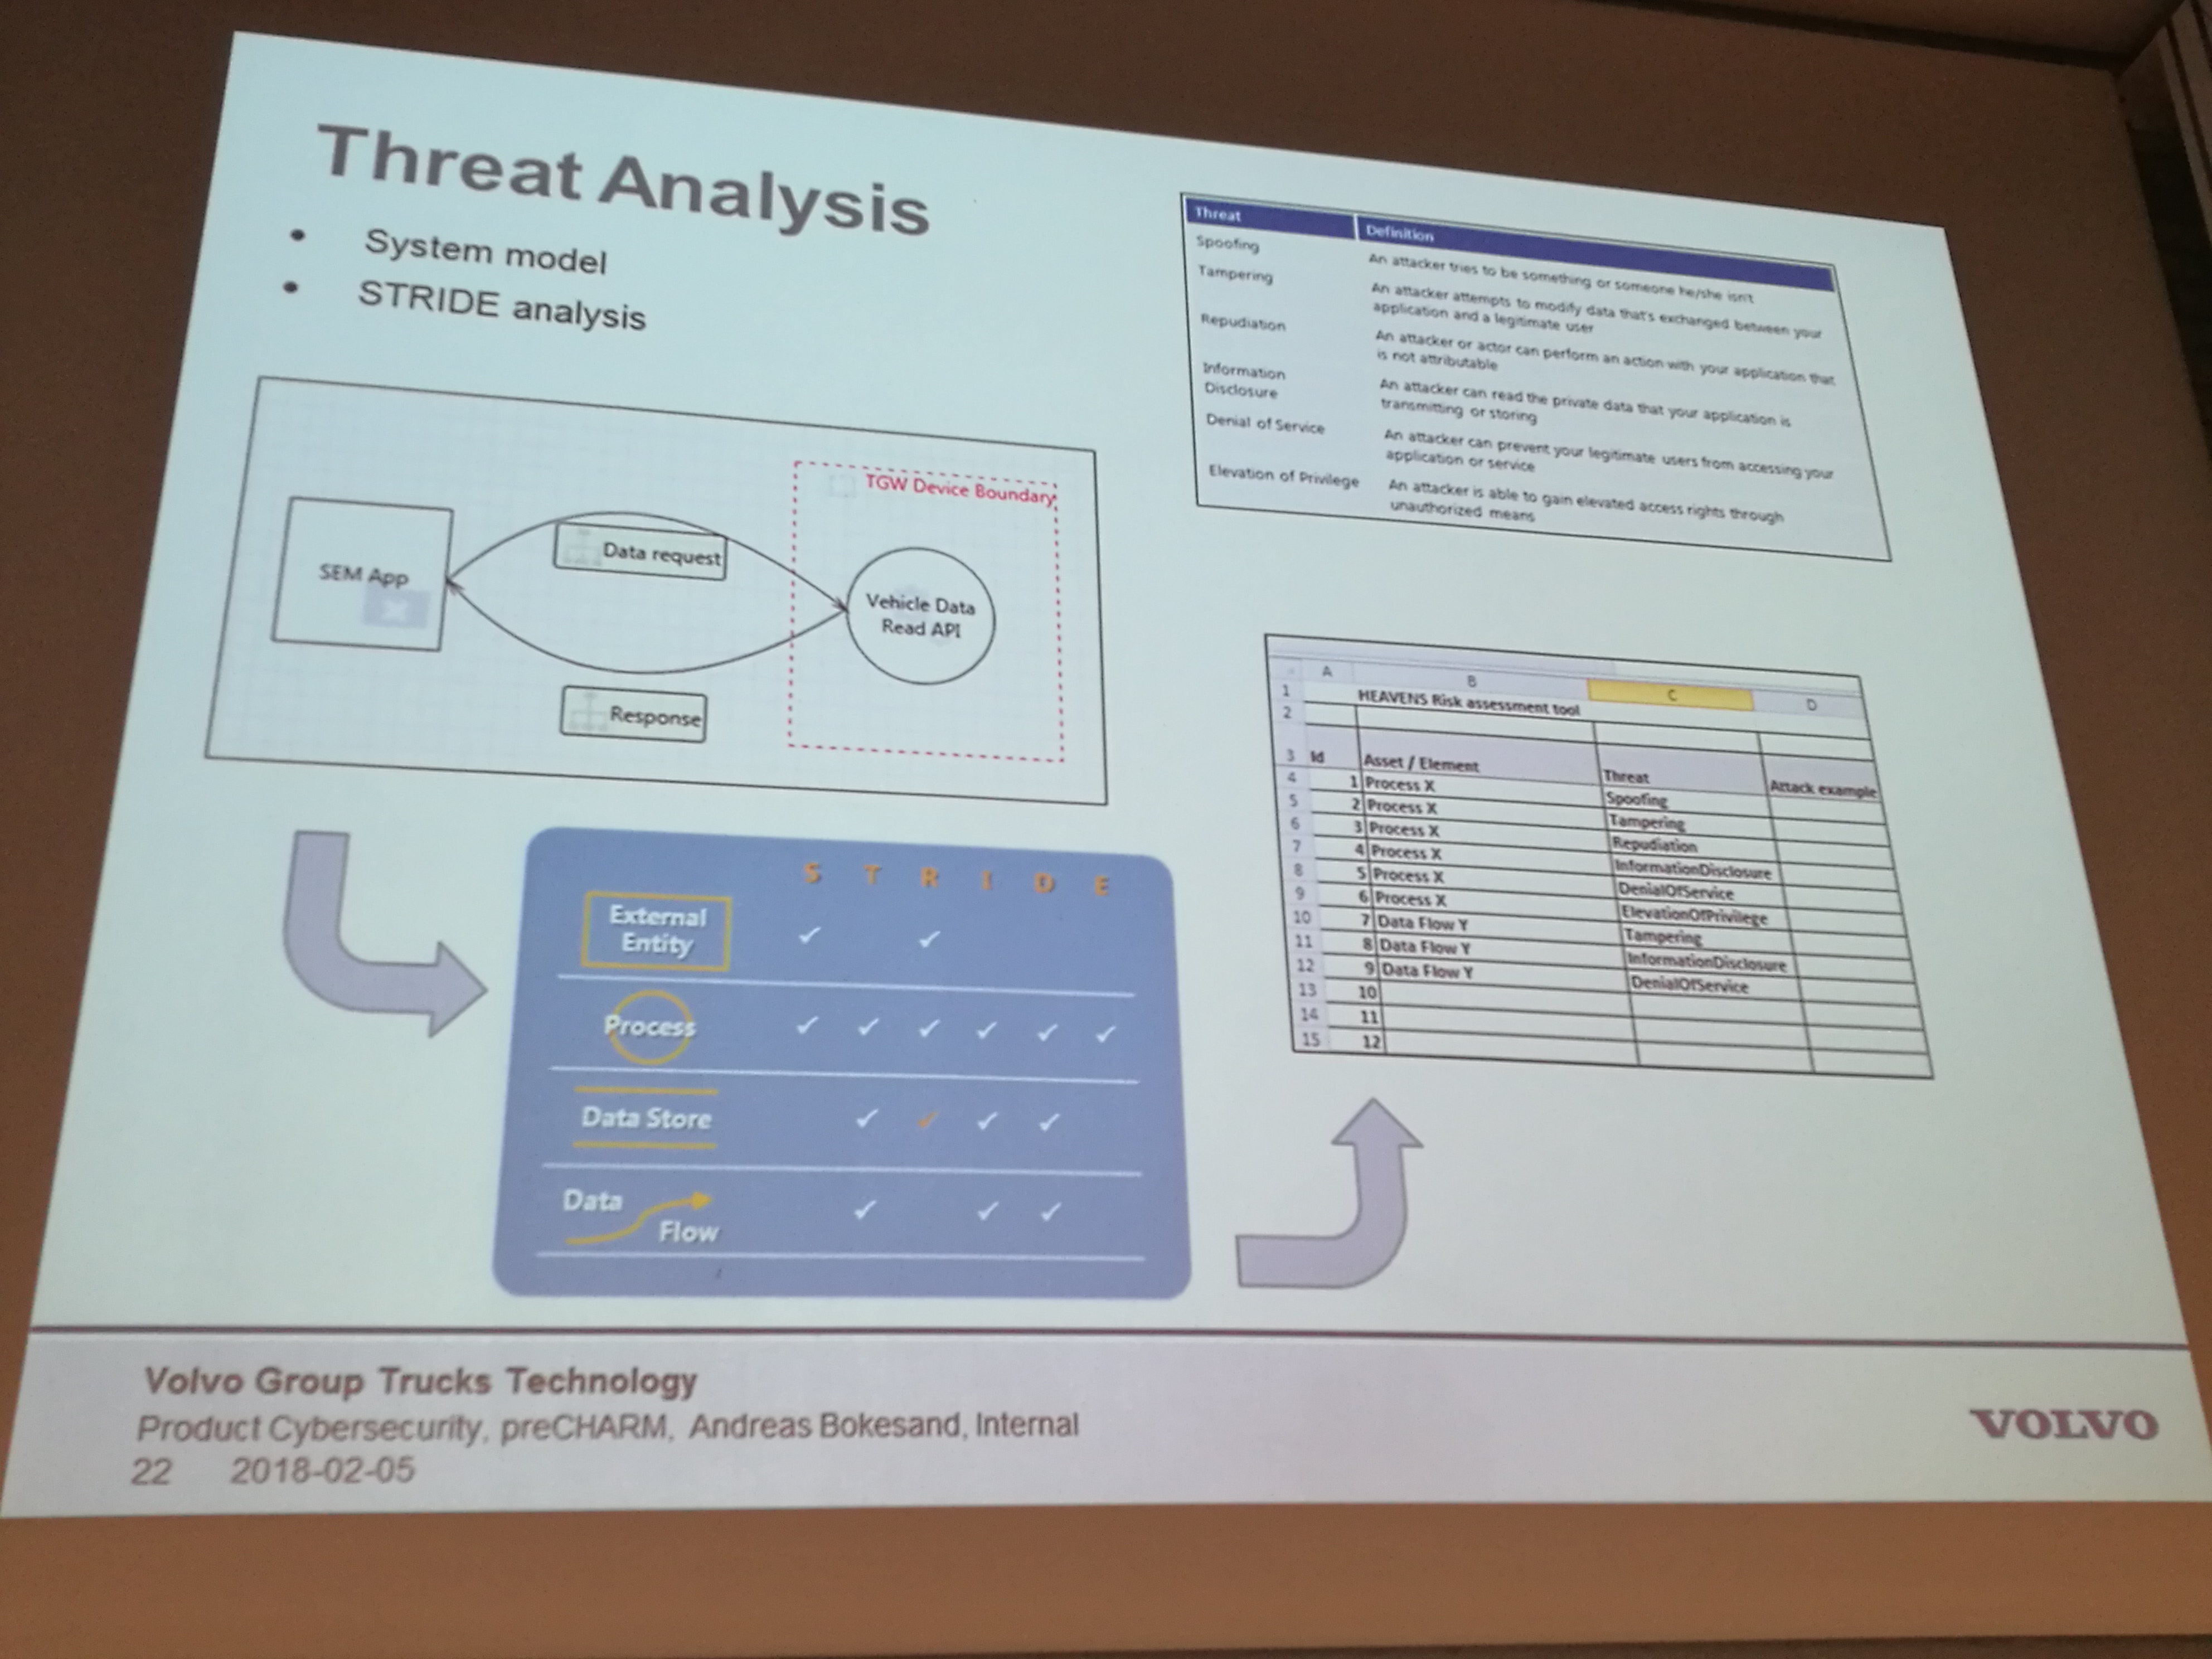 Threat Analysis
• System model
• STRIDE analysis
Threat Definition
Spoofing An attacker tries to be something or someone he/she isn't
Tampering An attacker attempts to modify data that's exchanged between your
application and a legitimate user
Repudiation An attacker or actor can perform an action with your application that
is not attributable
Information
Disclosure
An attacker can read the private data that your application is
transmitting or storing
Denial of Service An attacker can prevent your legitimate users from accessing your
application or service
Elevation of Privilege An attacker is able to gain elevated access rights through
unauthorized means
TGW Device Boundary
SEM App
Data request
Vehicle Data
Read API
Response
S T R I D E
External
Entity
✓ ✓
Process ✓ ✓ ✓ ✓ ✓ ✓
Data Store ✓ ✓ ✓ ✓
Data
Flow
✓ ✓ ✓
A B C D
1 HEAVENS Risk assessment tool
2
3 Id Asset / Element Threat Attack example
4 1 Process X Spoofing
5 2 Process X Tampering
6 3 Process X Repudiation
7 4 Process X InformationDisclosure
8 5 Process X DenialOfService
9 6 Process X ElevationOfPrivilege
10 7 Data Flow Y Tampering
11 8 Data Flow Y InformationDisclosure
12 9 Data Flow Y DenialOfService
13 10
14 11
15 12
Volvo Group Trucks Technology
Product Cybersecurity, preCHARM, Andreas Bokesand, Internal
22 2018-02-05
VOLVO